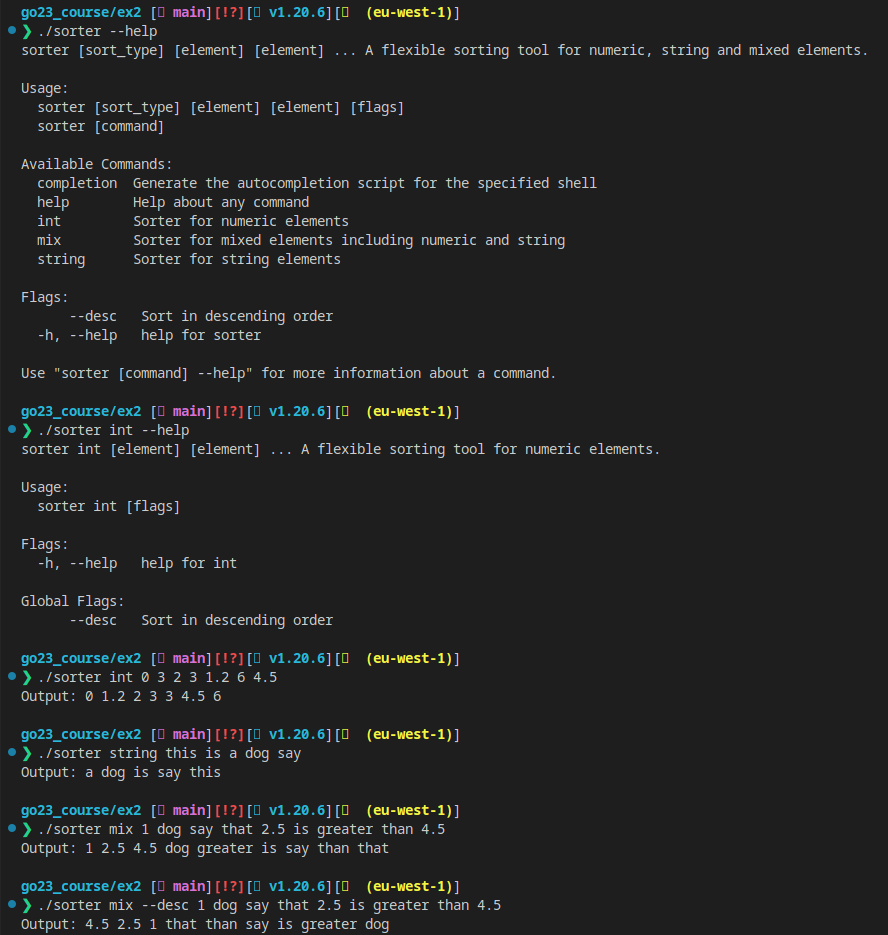 go23_course/ex2 [ main][!?][ v1.20.6][  (eu-west-1)]
❯ ./sorter --help
sorter [sort_type] [element] [element] ... A flexible sorting tool for numeric, string and mixed elements.
Usage:
  sorter [sort_type] [element] [element] [flags]
  sorter [command]
Available Commands:
  completion  Generate the autocompletion script for the specified shell
  help        Help about any command
  int         Sorter for numeric elements
  mix         Sorter for mixed elements including numeric and string
  string      Sorter for string elements
Flags:
      --desc   Sort in descending order
  -h, --help   help for sorter
Use "sorter [command] --help" for more information about a command.
go23_course/ex2 [ main][!?][ v1.20.6][  (eu-west-1)]
❯ ./sorter int --help
sorter int [element] [element] ... A flexible sorting tool for numeric elements.
Usage:
  sorter int [flags]
Flags:
  -h, --help   help for int
Global Flags:
      --desc   Sort in descending order
go23_course/ex2 [ main][!?][ v1.20.6][  (eu-west-1)]
❯ ./sorter int 0 3 2 3 1.2 6 4.5
Output: 0 1.2 2 3 3 4.5 6
go23_course/ex2 [ main][!?][ v1.20.6][  (eu-west-1)]
❯ ./sorter string this is a dog say
Output: a dog is say this
go23_course/ex2 [ main][!?][ v1.20.6][  (eu-west-1)]
❯ ./sorter mix 1 dog say that 2.5 is greater than 4.5
Output: 1 2.5 4.5 dog greater is say than that
go23_course/ex2 [ main][!?][ v1.20.6][  (eu-west-1)]
❯ ./sorter mix --desc 1 dog say that 2.5 is greater than 4.5
Output: 4.5 2.5 1 that than say is greater dog